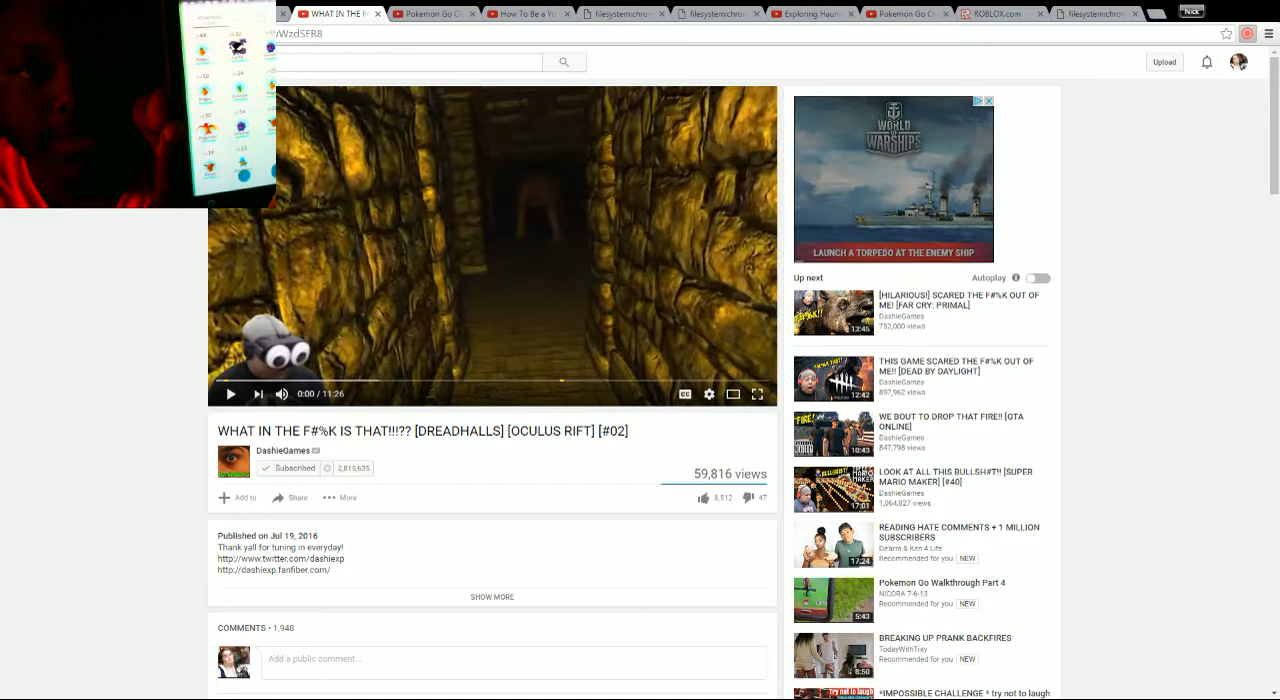 WHAT IN THE F
Pokemon Go C
How To Be a Yo
filesystem:chrom
filesystem:chrom
Exploring Haun
Pokemon Go C
ROBLOX.com
filesystem:chrom
Nick
WzdSFR8
Upload
WORLD
OF
WARSHIPS
LAUNCH A TORPEDO AT THE ENEMY SHIP
Up next
Autoplay
[HILARIOUS!] SCARED THE F#%K OUT OF
ME! [FAR CRY: PRIMAL]
DashieGames
752,000 views
13:45
THIS GAME SCARED THE F#%K OUT OF
ME!! [DEAD BY DAYLIGHT]
DashieGames
897,962 views
12:42
WE BOUT TO DROP THAT FIRE!! [GTA
ONLINE]
DashieGames
847,798 views
10:43
LOOK AT ALL THIS BULLSH#T!! [SUPER
MARIO MAKER] [#40]
DashieGames
1,064,827 views
17:01
READING HATE COMMENTS + 1 MILLION
SUBSCRIBERS
De'arra & Ken 4 Life
Recommended for you NEW
17:24
Pokemon Go Walkthrough Part 4
NICORA 7-6-13
Recommended for you NEW
5:43
BREAKING UP PRANK BACKFIRES
TodayWithTray
Recommended for you NEW
8:50
*IMPOSSIBLE CHALLENGE * try not to laugh
Try not to laugh
0:00 / 11:26
CC
WHAT IN THE F#%K IS THAT!!!?? [DREADHALLS] [OCULUS RIFT] [#02]
DashieGames
Subscribed 2,815,635
59,816 views
Add to Share More
8,512 47
Published on Jul 19, 2016
Thank yall for tuning in everyday!
http://www.twitter.com/dashiexp
http://dashiexp.fanfiber.com/
SHOW MORE
COMMENTS • 1,948
Add a public comment...